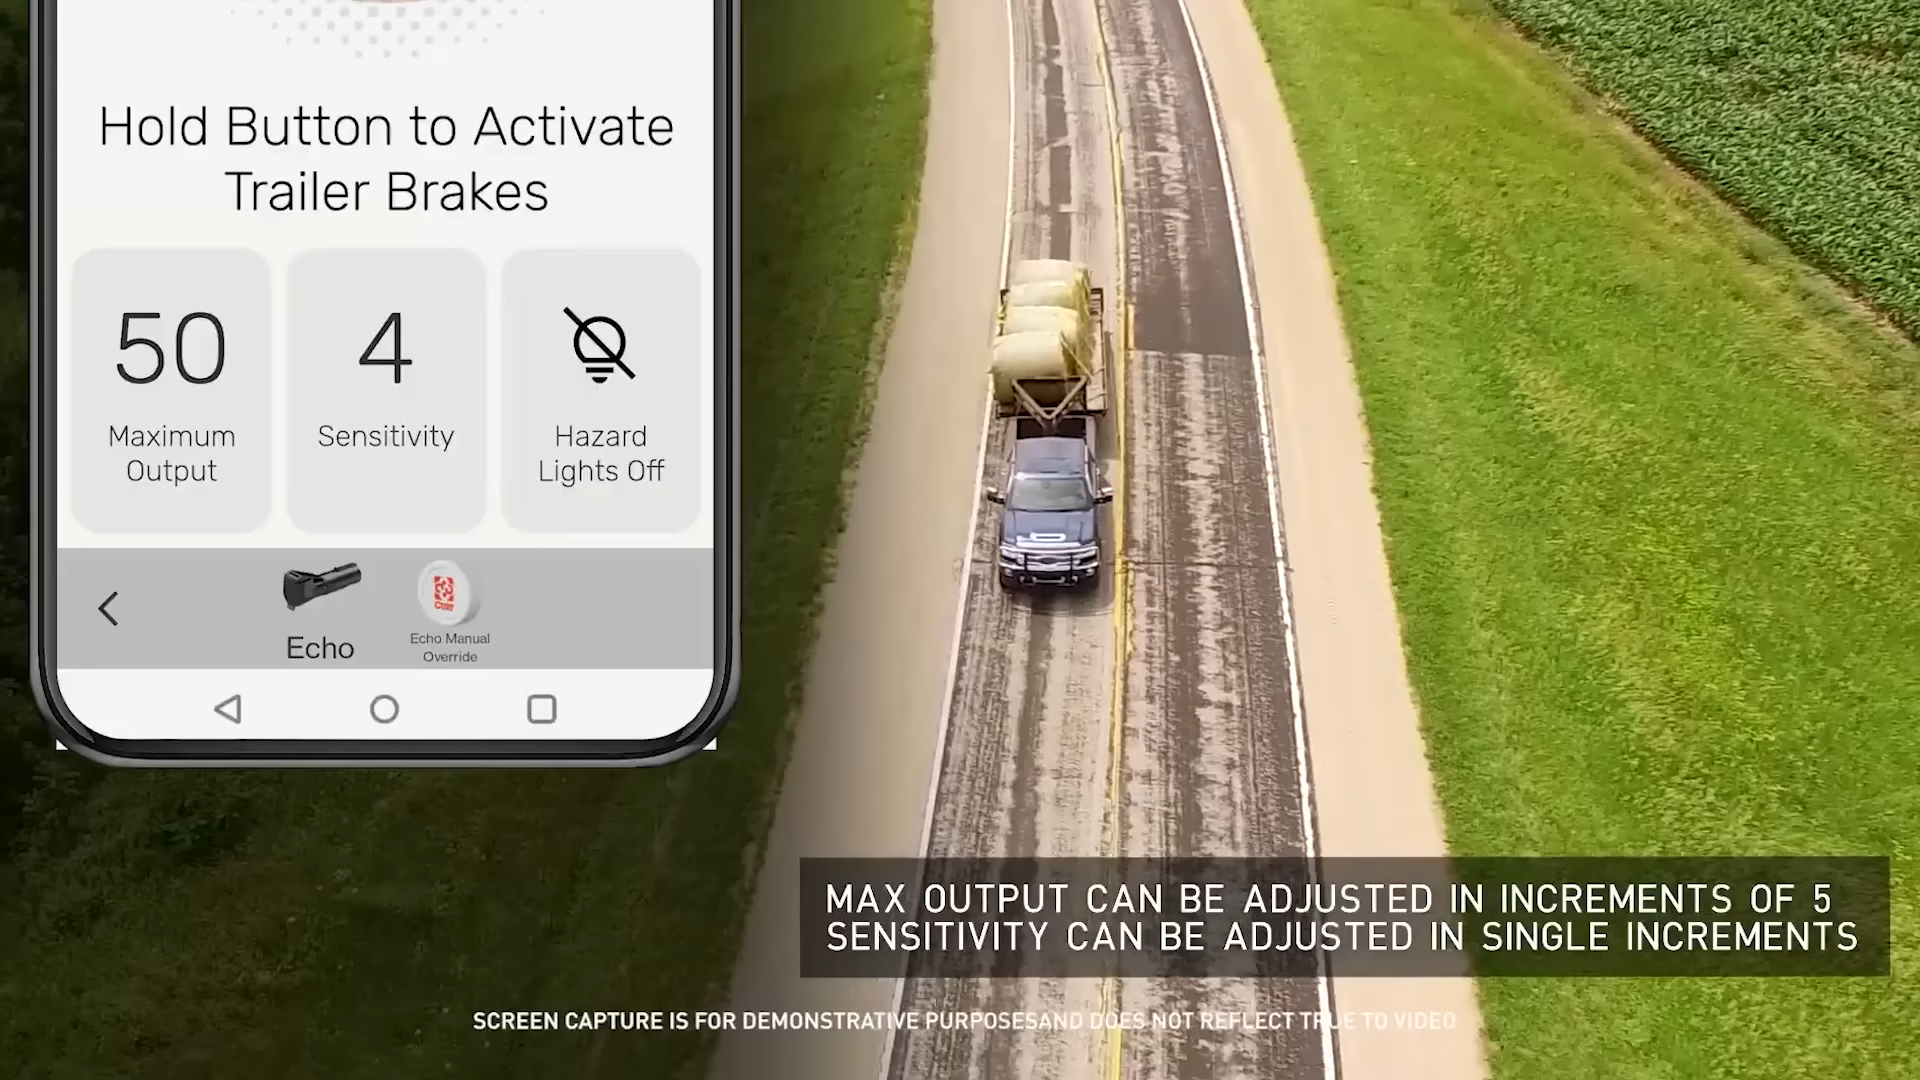 Hold Button to Activate
Trailer Brakes
50
Maximum
Output
4
Sensitivity
Hazard
Lights Off
Echo
CURT
Echo Manual
Override
MAX OUTPUT CAN BE ADJUSTED IN INCREMENTS OF 5
SENSITIVITY CAN BE ADJUSTED IN SINGLE INCREMENTS
SCREEN CAPTURE IS FOR DEMONSTRATIVE PURPOSESAND DOES NOT REFLECT TRUE TO VIDEO